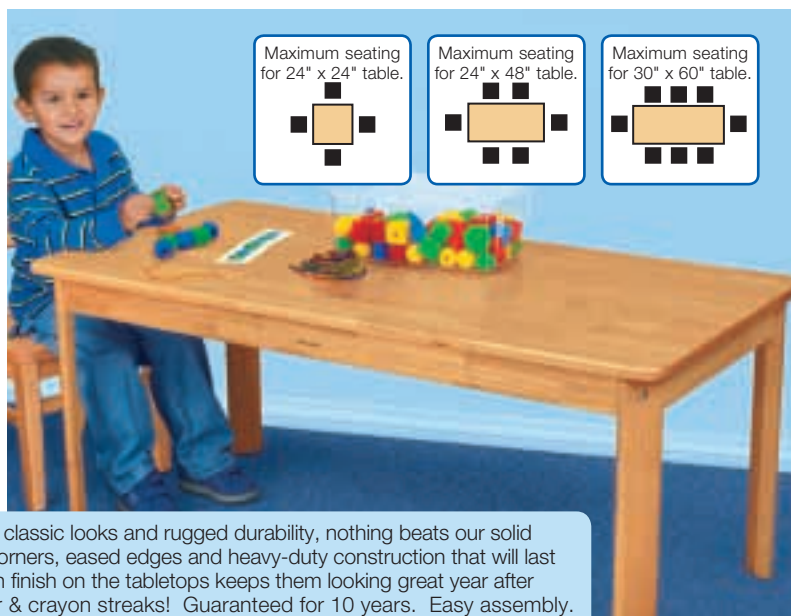 Maximum seating
for 24" x 24" table.
Maximum seating
for 24" x 48" table.
Maximum seating
for 30" x 60" table.
classic looks and rugged durability, nothing beats our solid
orners, eased edges and heavy-duty construction that will last
finish on the tabletops keeps them looking great year after
& crayon streaks! Guaranteed for 10 years. Easy assembly.